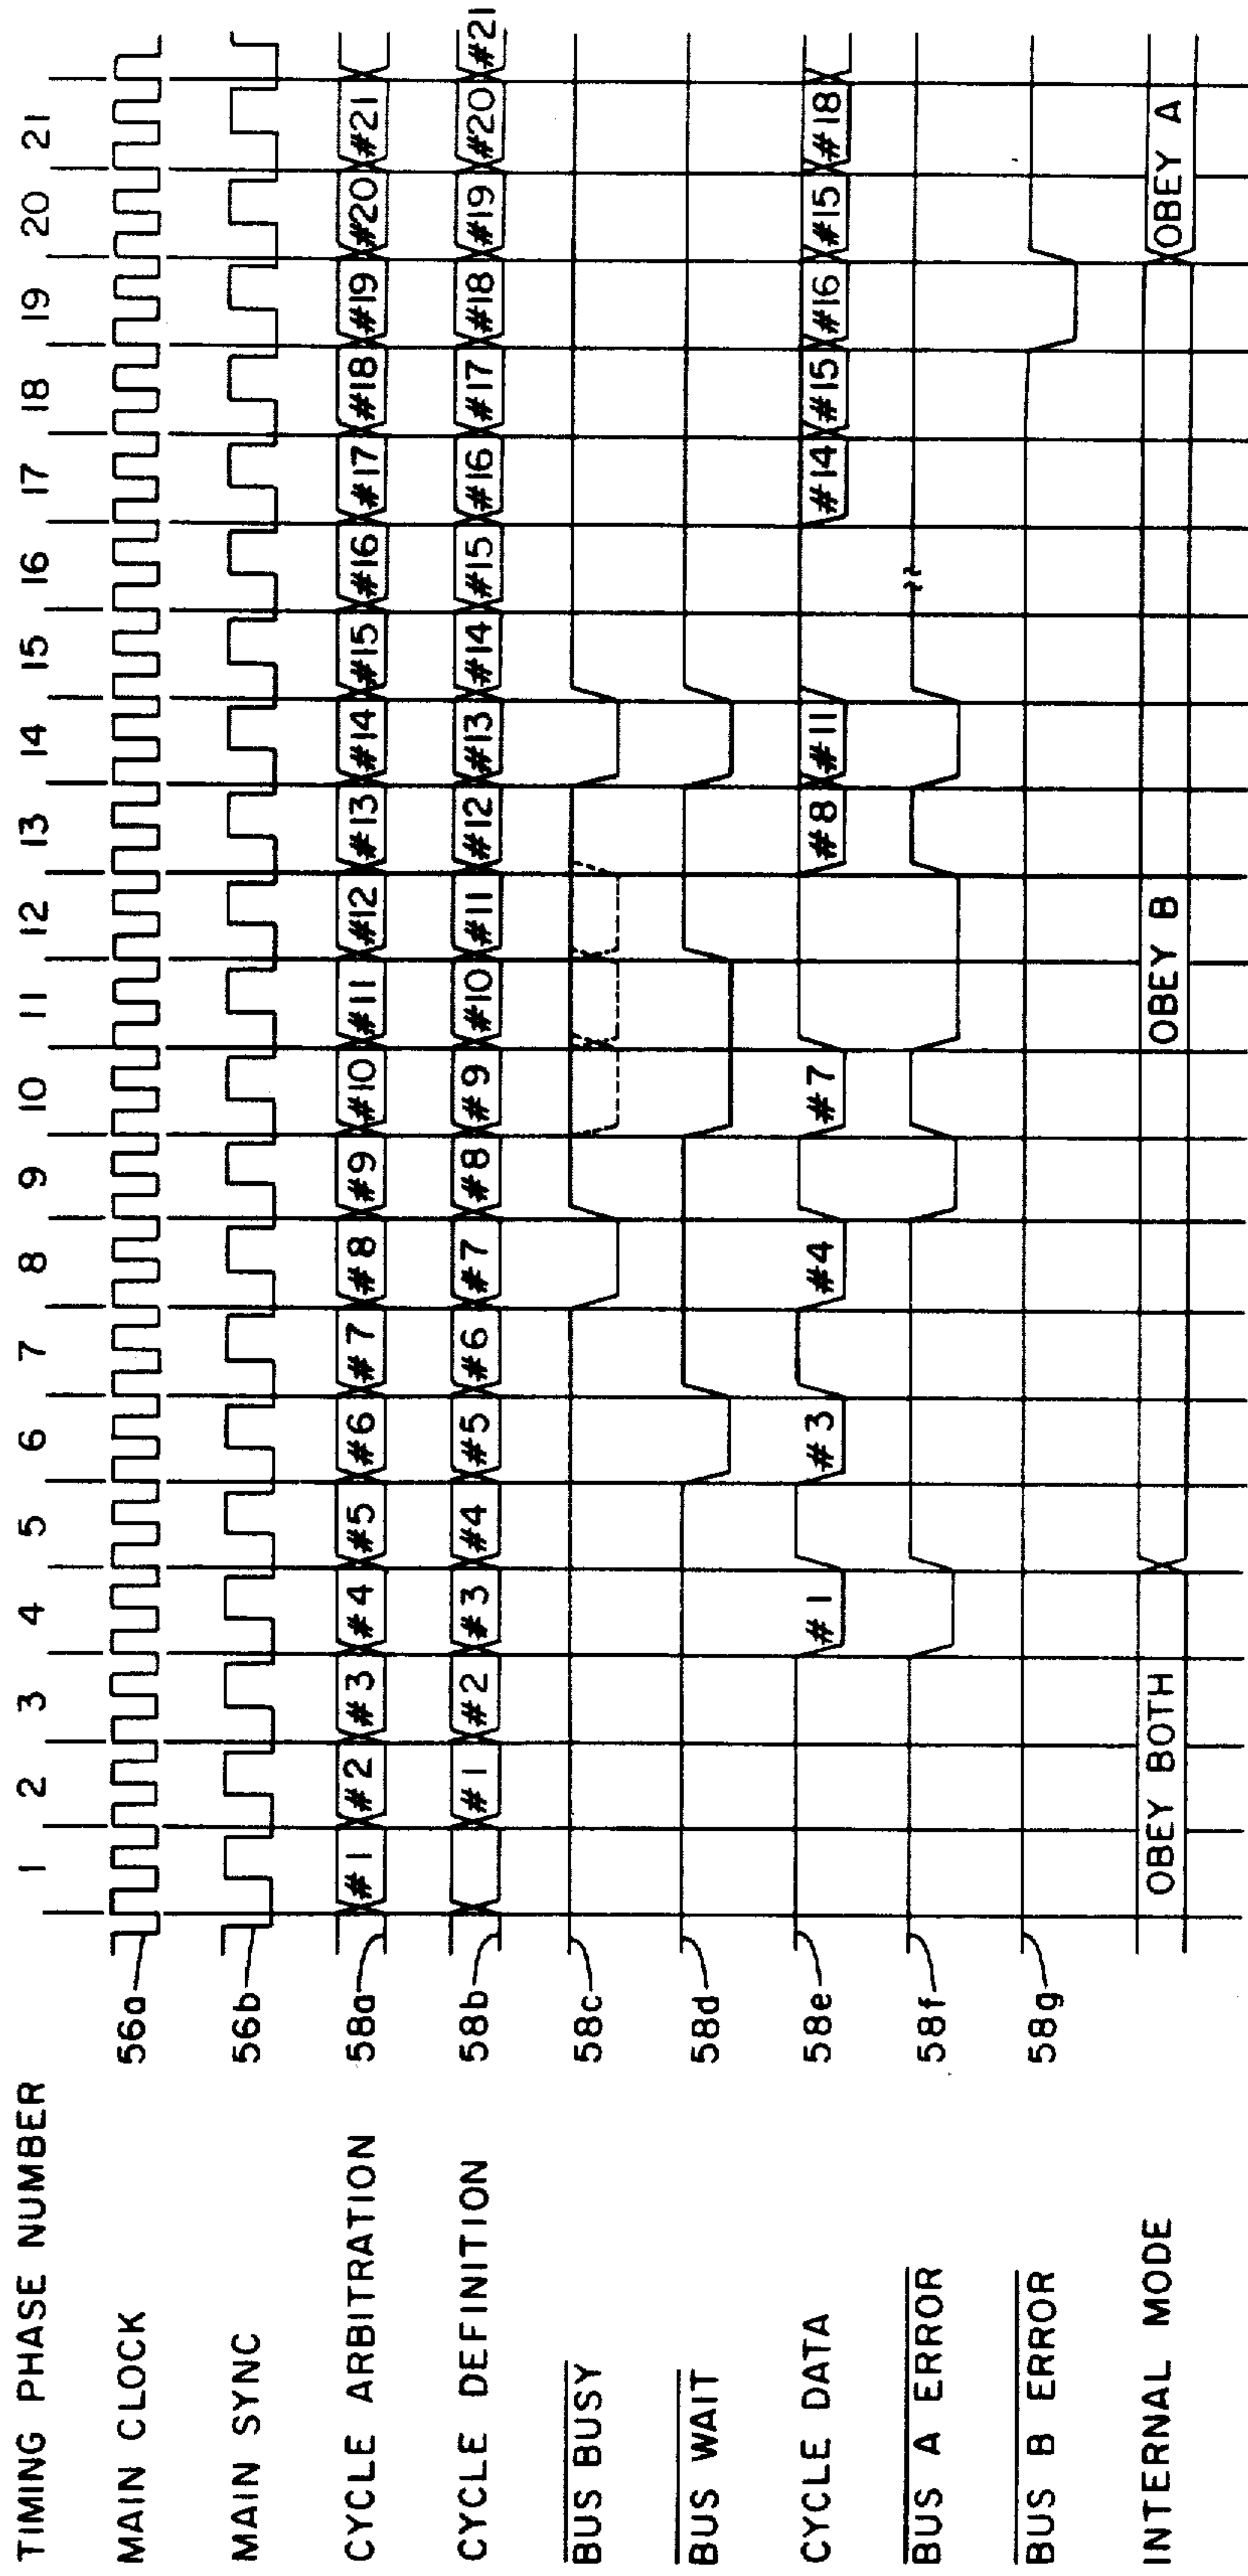 TIMING PHASE NUMBER 1 2 3 4 5 6 7 8 9 10 11 12 13 14 15 16 17 18 19 20 21
MAIN CLOCK 56a
MAIN SYNC 56b
CYCLE ARBITRATION 58a #1 #2 #3 #4 #5 #6 #7 #8 #9 #10 #11 #12 #13 #14 #15 #16 #17 #18 #19 #20 #21
CYCLE DEFINITION 58b #1 #2 #3 #4 #5 #6 #7 #8 #9 #10 #11 #12 #13 #14 #15 #16 #17 #18 #19 #20 #21
BUS BUSY 58c
BUS WAIT 58d
CYCLE DATA 58e #1 #3 #4 #7 #8 #11 #14 #15 #16 #15 #18
BUS A ERROR 58f
BUS B ERROR 58g
INTERNAL MODE OBEY BOTH OBEY B OBEY A